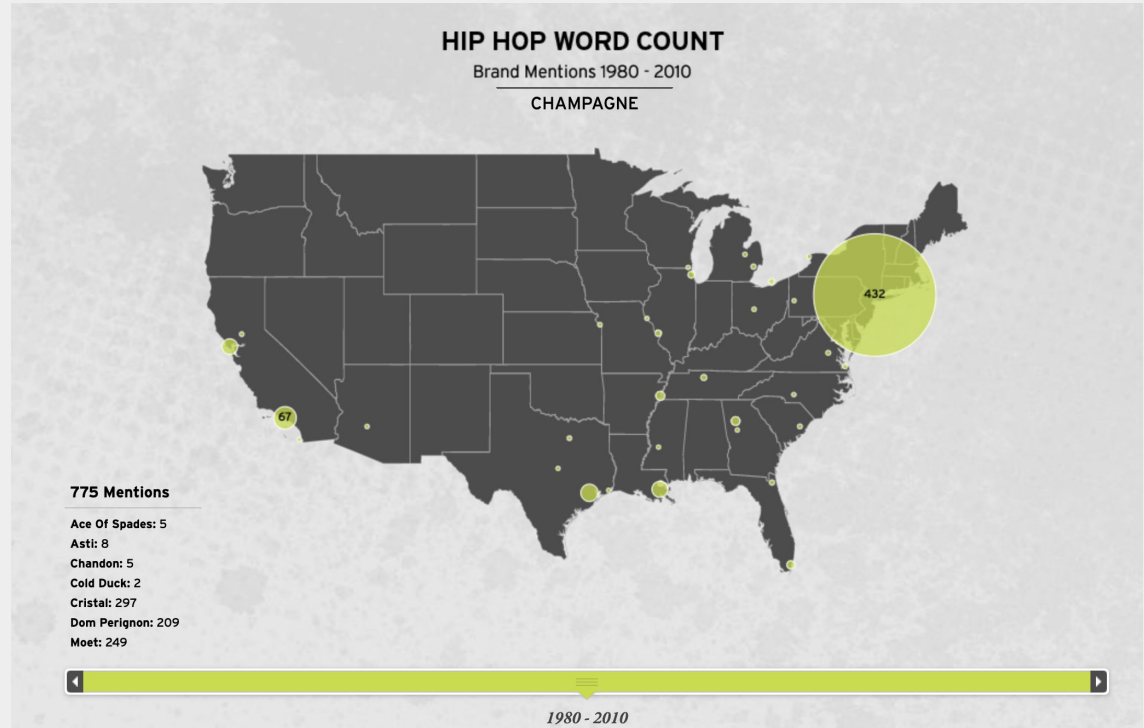 HIP HOP WORD COUNT
Brand Mentions 1980 - 2010
CHAMPAGNE
432
67
775 Mentions
Ace Of Spades: 5
Asti: 8
Chandon: 5
Cold Duck: 2
Cristal: 297
Dom Perignon: 209
Moet: 249
1980 - 2010